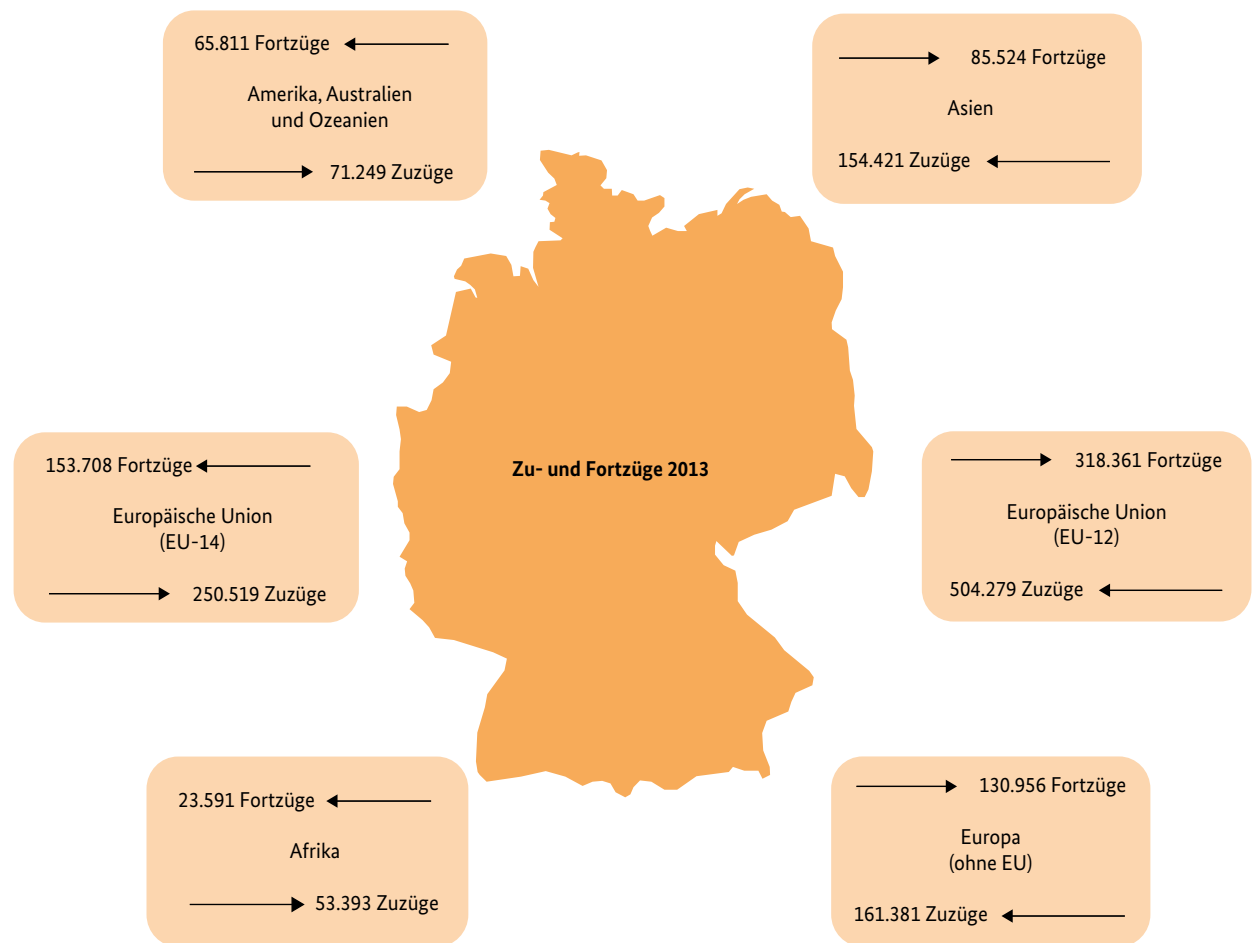 65.811 Fortzüge
Amerika, Australien
und Ozeanien
71.249 Zuzüge
85.524 Fortzüge
Asien
154.421 Zuzüge
153.708 Fortzüge
Europäische Union
(EU-14)
250.519 Zuzüge
Zu- und Fortzüge 2013
318.361 Fortzüge
Europäische Union
(EU-12)
504.279 Zuzüge
23.591 Fortzüge
Afrika
53.393 Zuzüge
130.956 Fortzüge
Europa
(ohne EU)
161.381 Zuzüge